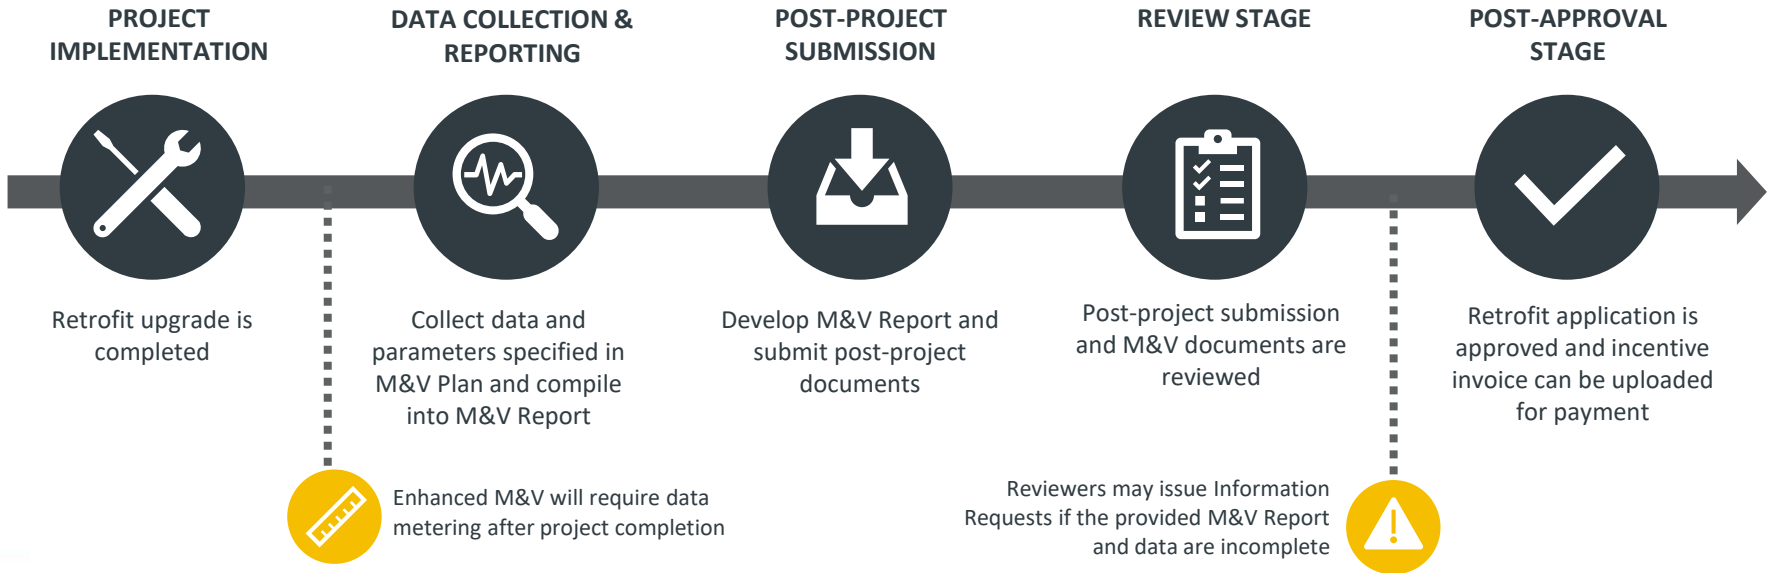 PROJECT
IMPLEMENTATION
DATA COLLECTION &
REPORTING
POST-PROJECT
SUBMISSION
REVIEW STAGE
POST-APPROVAL
STAGE
Retrofit upgrade is
completed
Collect data and
parameters specified in
M&V Plan and compile
into M&V Report
Develop M&V Report and
submit post-project
documents
Post-project submission
and M&V documents are
reviewed
Retrofit application is
approved and incentive
invoice can be uploaded
for payment
Enhanced M&V will require data
metering after project completion
Reviewers may issue Information
Requests if the provided M&V Report
and data are incomplete